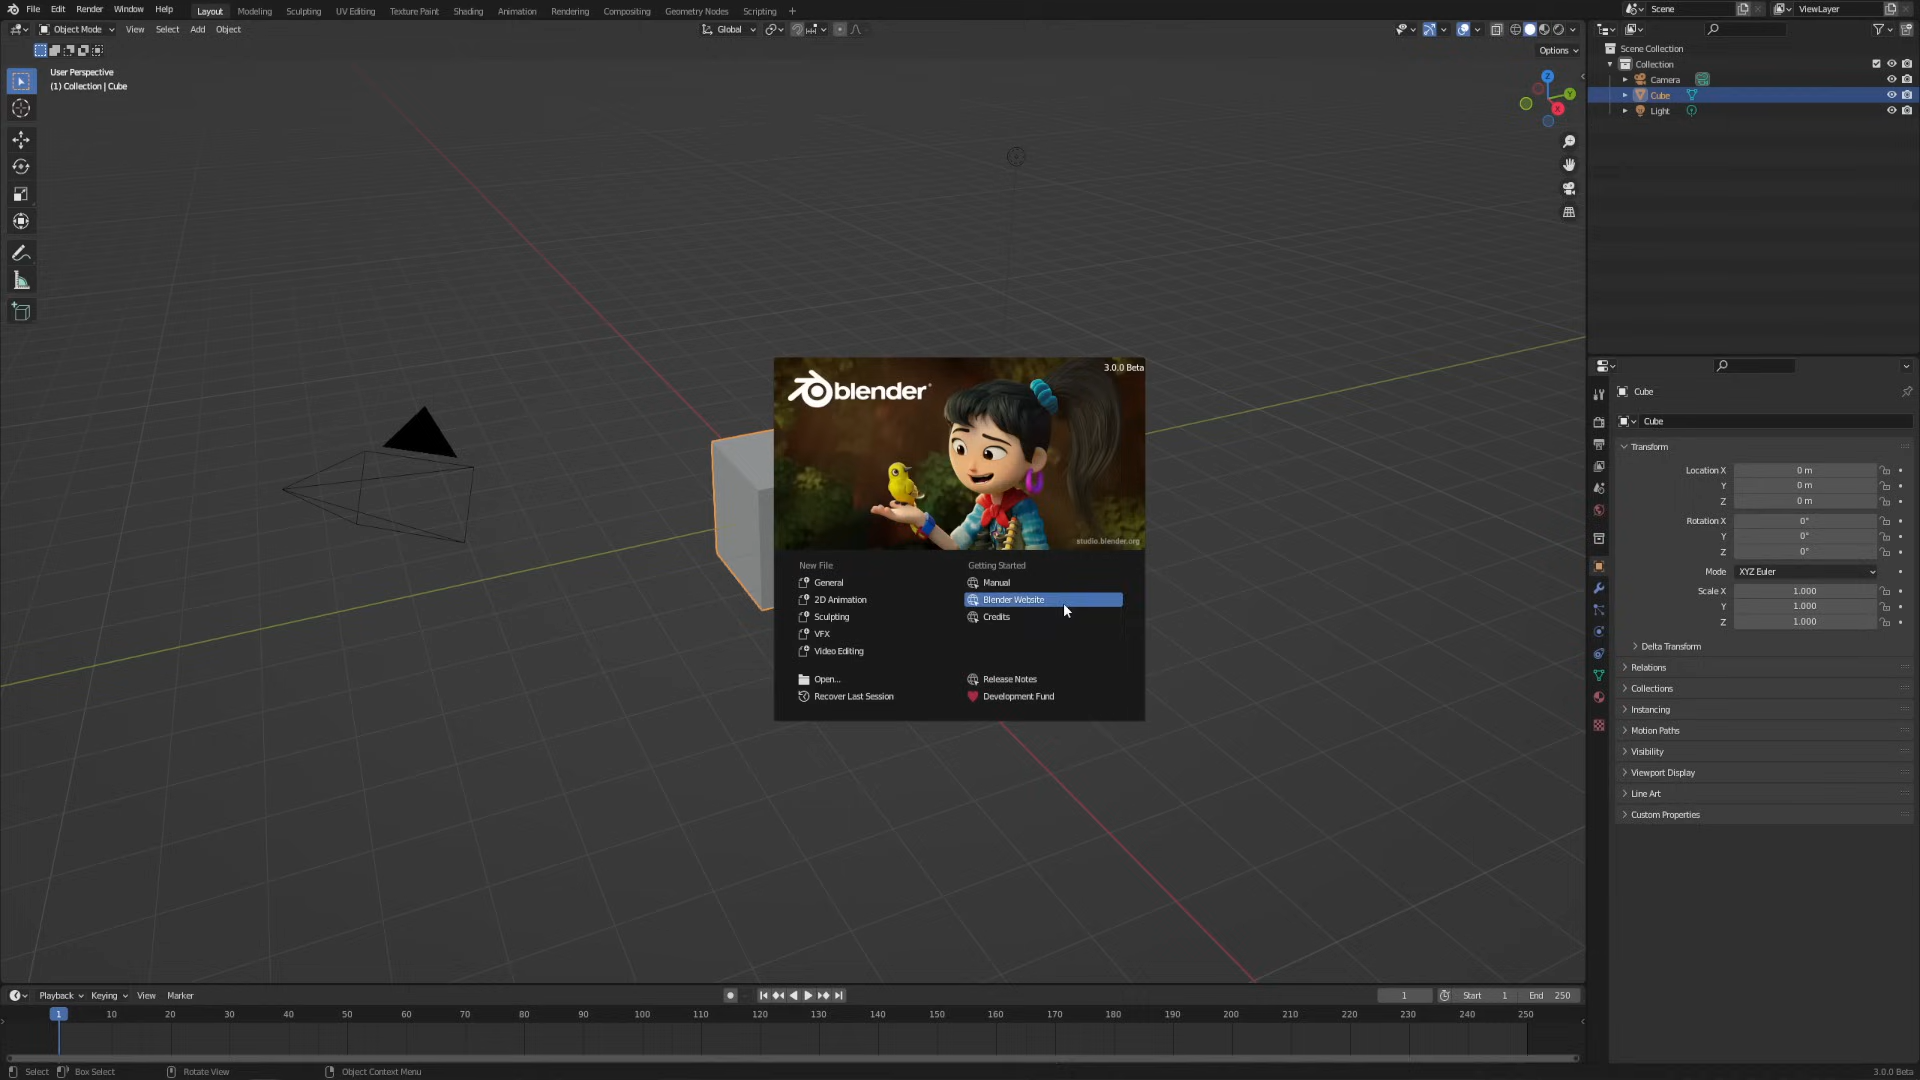 File Edit Render Window Help Layout Modeling Sculpting UV Editing Texture Paint Shading Animation Rendering Compositing Geometry Nodes Scripting + Scene ViewLayer
Object Mode View Select Add Object Global
Options
User Perspective
(1) Collection | Cube
Z
Y
X
Scene Collection
Collection
Camera
Cube
Light
3.0.0 Beta
blender
studio.blender.org
New File
General
2D Animation
Sculpting
VFX
Video Editing
Open...
Recover Last Session
Getting Started
Manual
Blender Website
Credits
Release Notes
Development Fund
Cube
Cube
Transform
Location X 0 m
Y 0 m
Z 0 m
Rotation X 0°
Y 0°
Z 0°
Mode XYZ Euler
Scale X 1.000
Y 1.000
Z 1.000
Delta Transform
Relations
Collections
Instancing
Motion Paths
Visibility
Viewport Display
Line Art
Custom Properties
Playback Keying View Marker 1 Start 1 End 250
1 10 20 30 40 50 60 70 80 90 100 110 120 130 140 150 160 170 180 190 200 210 220 230 240 250
Select Box Select Rotate View Object Context Menu 3.0.0 Beta